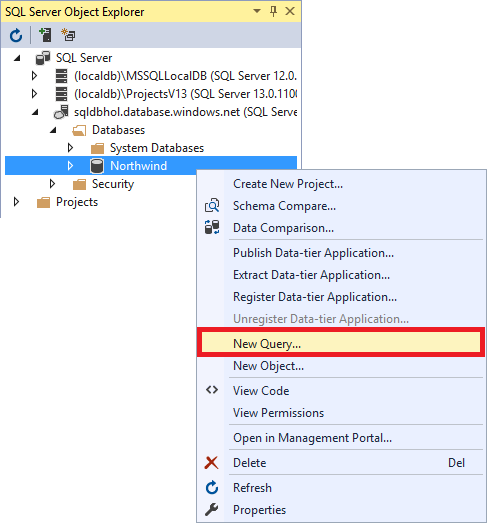 SQL Server Object Explorer
SQL Server
(localdb)\MSSQLLocalDB (SQL Server 12.0.
(localdb)\ProjectsV13 (SQL Server 13.0.1100
sqldbhol.database.windows.net (SQL Serve
Databases
System Databases
Northwind
Security
Projects
Create New Project...
Schema Compare...
Data Comparison...
Publish Data-tier Application...
Extract Data-tier Application...
Register Data-tier Application...
Unregister Data-tier Application...
New Query...
New Object...
View Code
View Permissions
Open in Management Portal...
Delete Del
Refresh
Properties